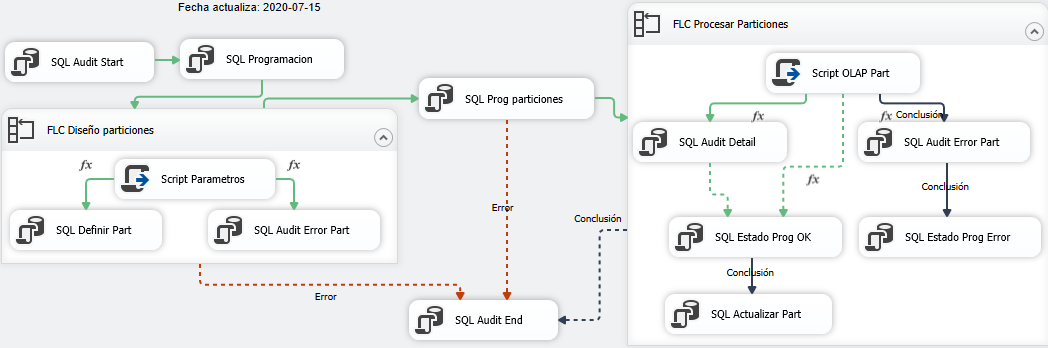 Fecha actualiza: 2020-07-15
SQL Audit Start
SQL Programacion
FLC Diseño particiones
fx
Script Parametros
fx
SQL Definir Part
SQL Audit Error Part
Error
SQL Prog particiones
Error
SQL Audit End
Conclusión
FLC Procesar Particiones
Script OLAP Part
fx
fx
Conclusión
SQL Audit Detail
SQL Audit Error Part
fx
Conclusión
SQL Estado Prog OK
SQL Estado Prog Error
Conclusión
SQL Actualizar Part